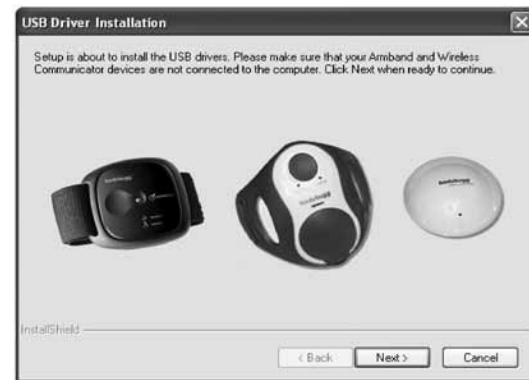 USB Driver Installation
Setup is about to install the USB drivers. Please make sure that your Armband and Wireless
Communicator devices are not connected to the computer. Click Next when ready to continue.
bodybugg
InstallShield
< Back
Next >
Cancel